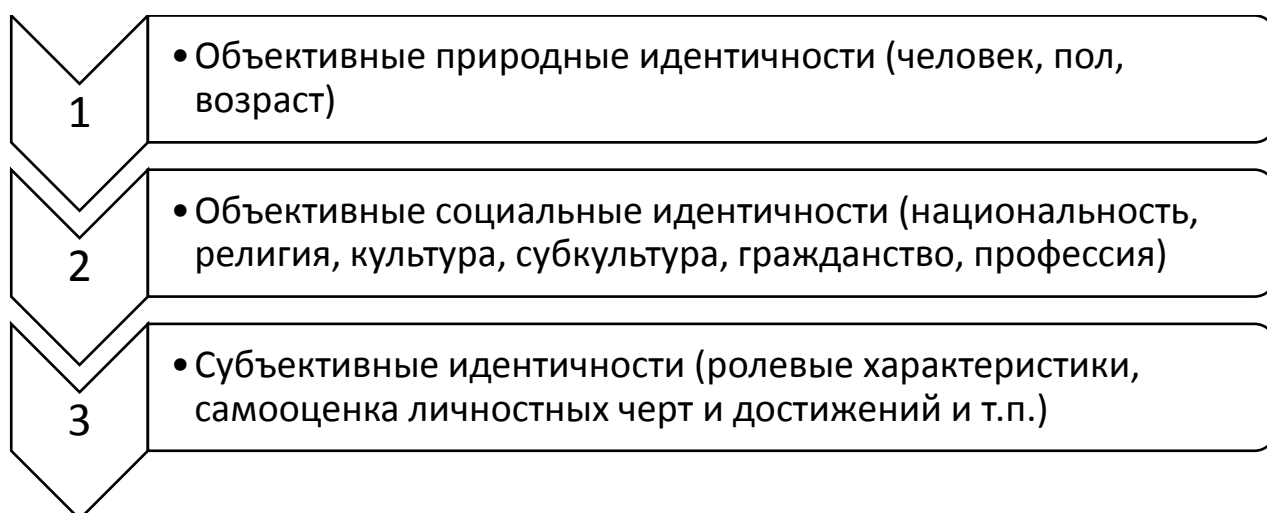 1
•Объективные природные идентичности (человек, пол,
возраст)
2
•Объективные социальные идентичности (национальность,
религия, культура, субкультура, гражданство, профессия)
3
•Субъективные идентичности (ролевые характеристики,
самооценка личностных черт и достижений и т.п.)